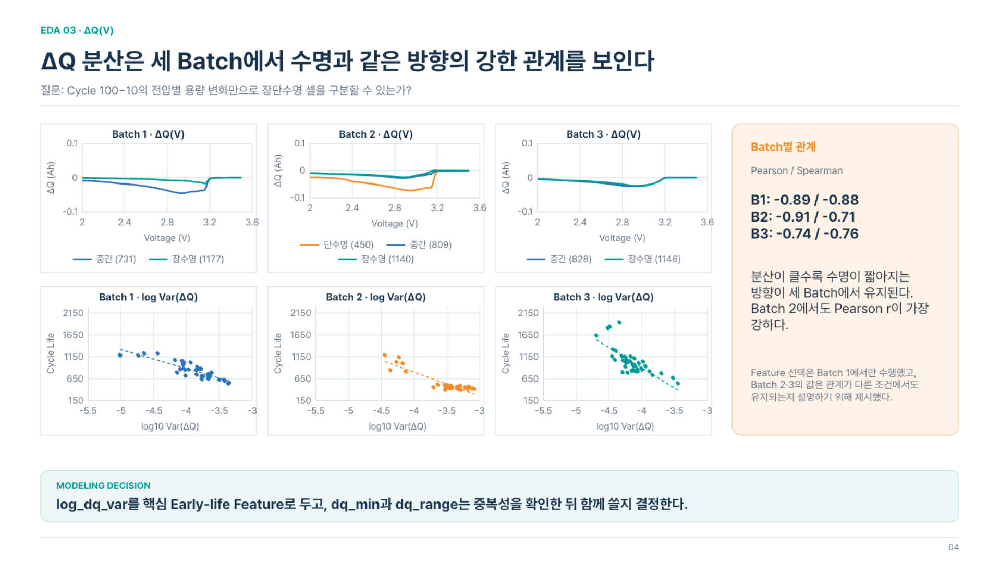 EDA 03 · ΔQ(V)
ΔQ 분산은 세 Batch에서 수명과 같은 방향의 강한 관계를 보인다
질문: Cycle 100−10의 전압별 용량 변화만으로 장단수명 셀을 구분할 수 있는가?
Batch 1 · ΔQ(V)
0.1
0
-0.1
ΔQ (Ah)
2 2.4 2.8 3.2 3.6
Voltage (V)
중간 (731) 장수명 (1177)
Batch 2 · ΔQ(V)
0.1
0
-0.1
ΔQ (Ah)
2 2.4 2.8 3.2 3.6
Voltage (V)
단수명 (450) 중간 (809)
장수명 (1140)
Batch 3 · ΔQ(V)
0.1
0
-0.1
ΔQ (Ah)
2 2.4 2.8 3.2 3.6
Voltage (V)
중간 (828) 장수명 (1146)
Batch 1 · log Var(ΔQ)
2150
1650
1150
650
150
Cycle Life
-5.5 -5 -4.5 -4 -3.5 -3
log10 Var(ΔQ)
Batch 2 · log Var(ΔQ)
2150
1650
1150
650
150
Cycle Life
-5.5 -5 -4.5 -4 -3.5 -3
log10 Var(ΔQ)
Batch 3 · log Var(ΔQ)
2150
1650
1150
650
150
Cycle Life
-5.5 -5 -4.5 -4 -3.5 -3
log10 Var(ΔQ)
Batch별 관계
Pearson / Spearman
B1: -0.89 / -0.88
B2: -0.91 / -0.71
B3: -0.74 / -0.76
분산이 클수록 수명이 짧아지는
방향이 세 Batch에서 유지된다.
Batch 2에서도 Pearson r이 가장
강하다.
Feature 선택은 Batch 1에서만 수행했고,
Batch 2·3의 값은 관계가 다른 조건에서도
유지되는지 설명하기 위해 제시했다.
MODELING DECISION
log_dq_var를 핵심 Early-life Feature로 두고, dq_min과 dq_range는 중복성을 확인한 뒤 함께 쓸지 결정한다.
04